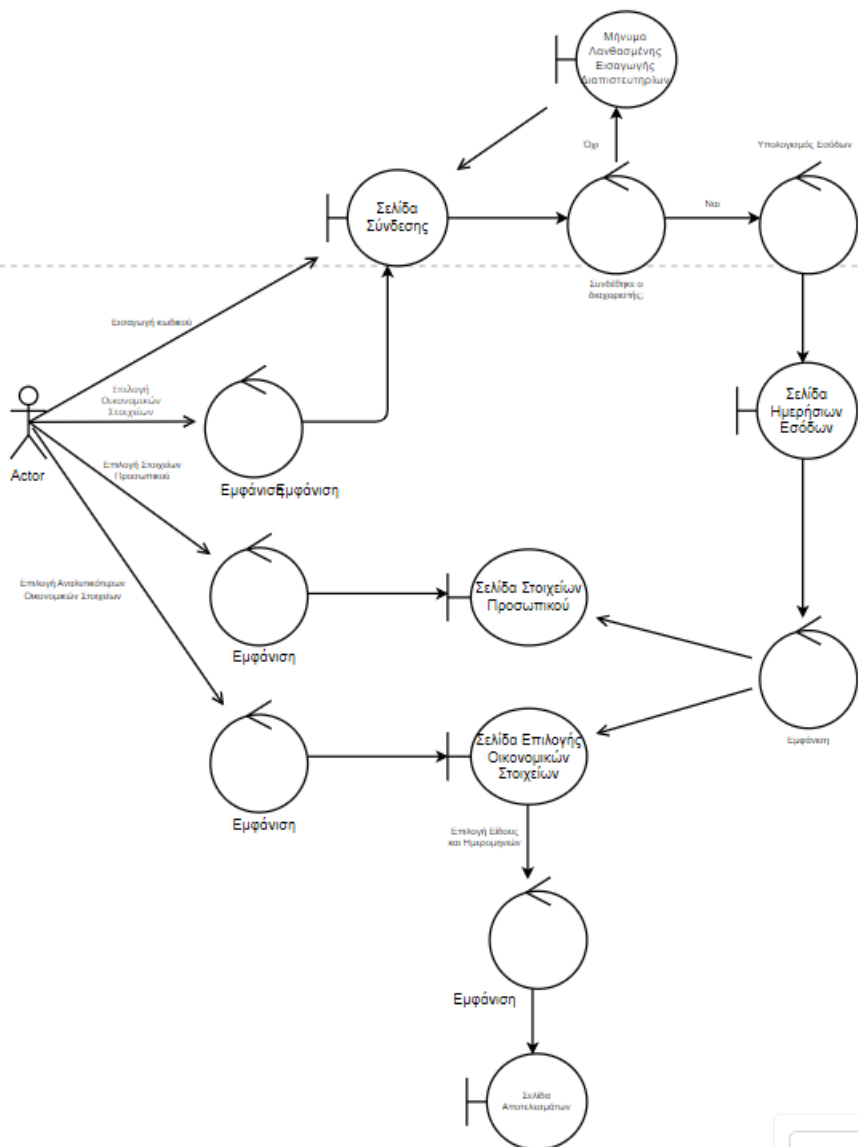 Μήνυμα
Λανθασμένης
Εισαγωγής
Διαπιστευτηρίων
Όχι
Υπολογισμός Εσόδων
Σελίδα
Σύνδεσης
Ναι
Συνδέθηκε ο
διαχειριστής;
Εισαγωγή κωδικού
Επιλογή
Οικονομικών
Στοιχείων
Σελίδα
Ημερήσιων
Εσόδων
Actor
Επιλογή Στοιχείων
Προσωπικού
Εμφάνιση
Εμφάνιση
Επιλογή Αναλυτικότερων
Οικονομικών Στοιχείων
Σελίδα Στοιχείων
Προσωπικού
Εμφάνιση
Σελίδα Επιλογής
Οικονομικών
Στοιχείων
Εμφάνιση
Εμφάνιση
Επιλογή Είδους
και Ημερομηνιών
Εμφάνιση
Σελίδα
Αποτελεσμάτων